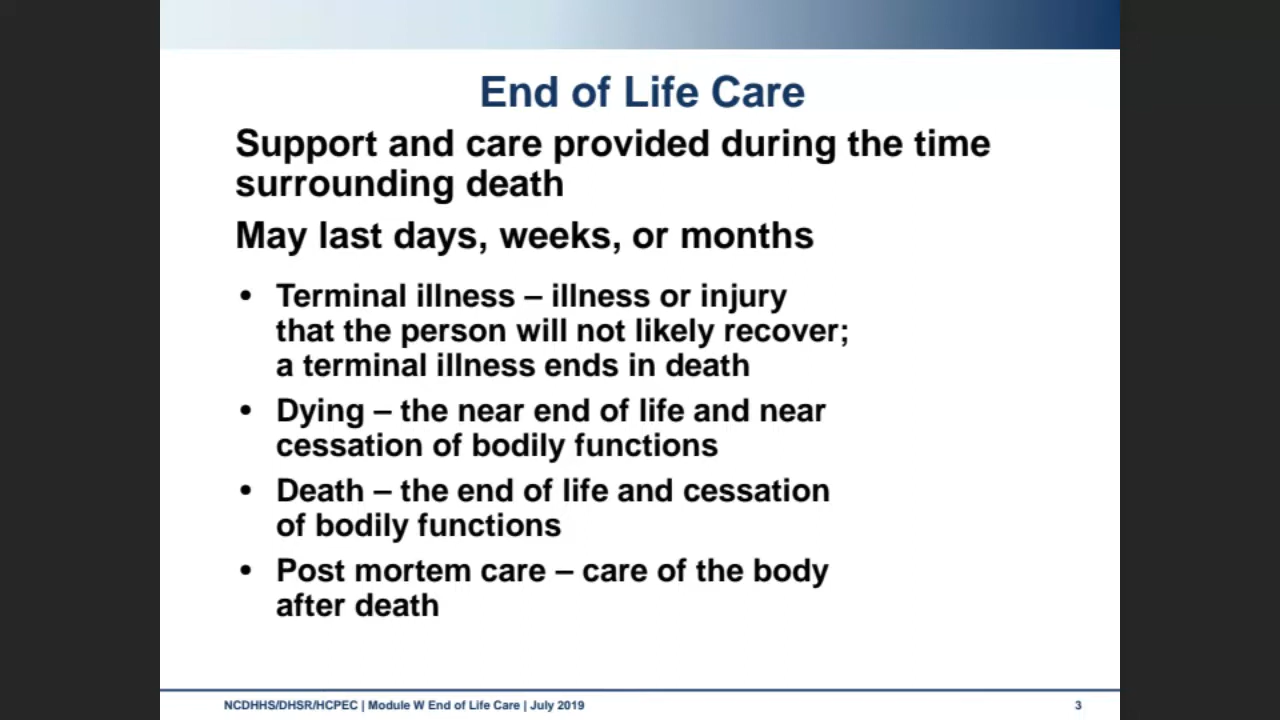 End of Life Care
Support and care provided during the time
surrounding death
May last days, weeks, or months
• Terminal illness – illness or injury
that the person will not likely recover;
a terminal illness ends in death
• Dying – the near end of life and near
cessation of bodily functions
• Death – the end of life and cessation
of bodily functions
• Post mortem care – care of the body
after death
NCDHHS/DHSR/HCPEC | Module W End of Life Care | July 2019 3